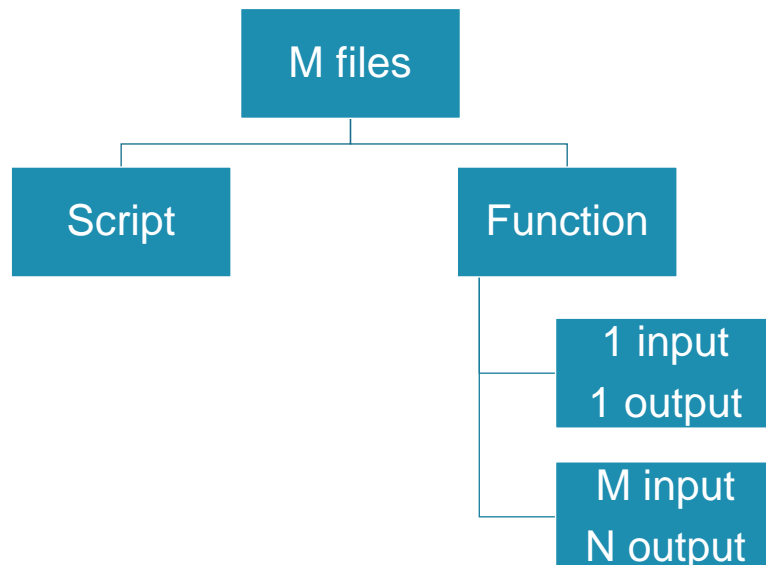 M files
Script
Function
1 input
1 output
M input
N output